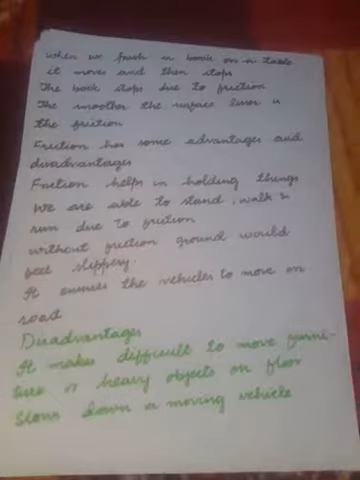 when we push a book on a table
it moves and then stops
The book stops due to friction
The smoother the surface lesser is
the friction
Friction has some advantages and
disadvantages
Friction helps in holding things
We are able to stand, walk &
run due to friction
without friction ground would
feel slippery.
It ensures the vehicles to move on
road
Disadvantages
It makes difficult to move furni-
ture or heavy objects on floor
Slows down a moving vehicle